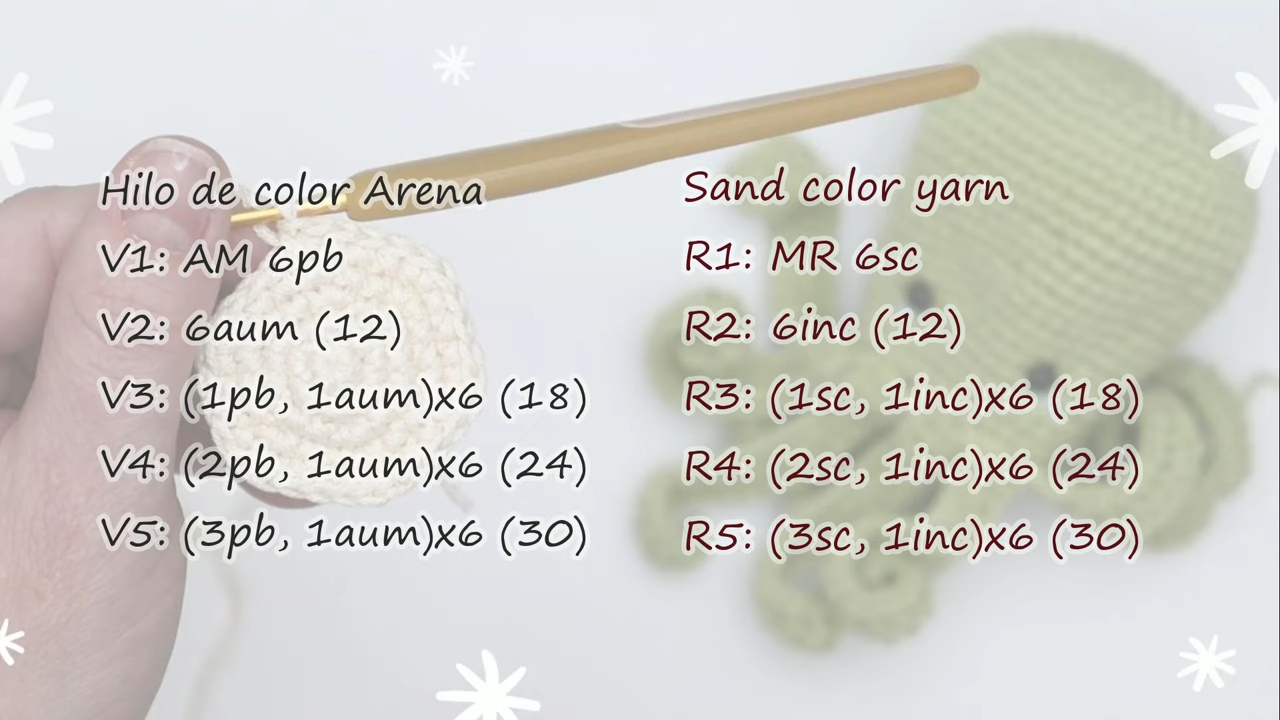 Hilo de color Arena
V1: AM 6pb
V2: 6aum (12)
V3: (1pb, 1aum)x6 (18)
V4: (2pb, 1aum)x6 (24)
V5: (3pb, 1aum)x6 (30)
Sand color yarn
R1: MR 6sc
R2: 6inc (12)
R3: (1sc, 1inc)x6 (18)
R4: (2sc, 1inc)x6 (24)
R5: (3sc, 1inc)x6 (30)